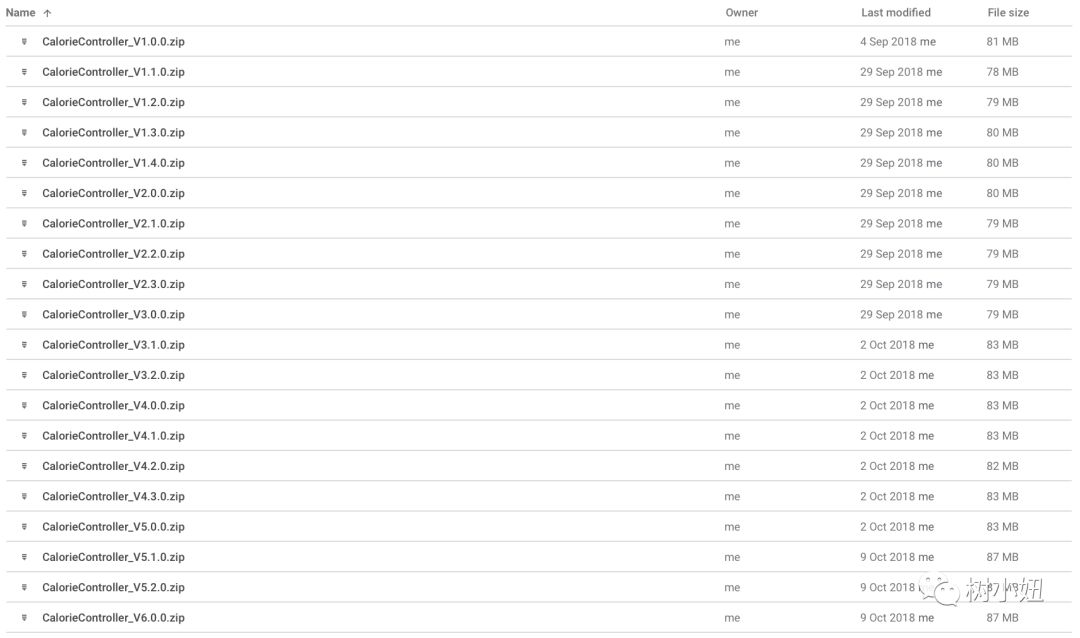 Name ↑ Owner Last modified File size
CalorieController_V1.0.0.zip me 4 Sep 2018 me 81 MB
CalorieController_V1.1.0.zip me 29 Sep 2018 me 78 MB
CalorieController_V1.2.0.zip me 29 Sep 2018 me 79 MB
CalorieController_V1.3.0.zip me 29 Sep 2018 me 80 MB
CalorieController_V1.4.0.zip me 29 Sep 2018 me 80 MB
CalorieController_V2.0.0.zip me 29 Sep 2018 me 80 MB
CalorieController_V2.1.0.zip me 29 Sep 2018 me 79 MB
CalorieController_V2.2.0.zip me 29 Sep 2018 me 79 MB
CalorieController_V2.3.0.zip me 29 Sep 2018 me 79 MB
CalorieController_V3.0.0.zip me 29 Sep 2018 me 79 MB
CalorieController_V3.1.0.zip me 2 Oct 2018 me 83 MB
CalorieController_V3.2.0.zip me 2 Oct 2018 me 83 MB
CalorieController_V4.0.0.zip me 2 Oct 2018 me 83 MB
CalorieController_V4.1.0.zip me 2 Oct 2018 me 83 MB
CalorieController_V4.2.0.zip me 2 Oct 2018 me 82 MB
CalorieController_V4.3.0.zip me 2 Oct 2018 me 83 MB
CalorieController_V5.0.0.zip me 2 Oct 2018 me 83 MB
CalorieController_V5.1.0.zip me 9 Oct 2018 me 87 MB
CalorieController_V5.2.0.zip me 9 Oct 2018 MB
树小妞
CalorieController_V6.0.0.zip me 9 Oct 2018 me 87 MB